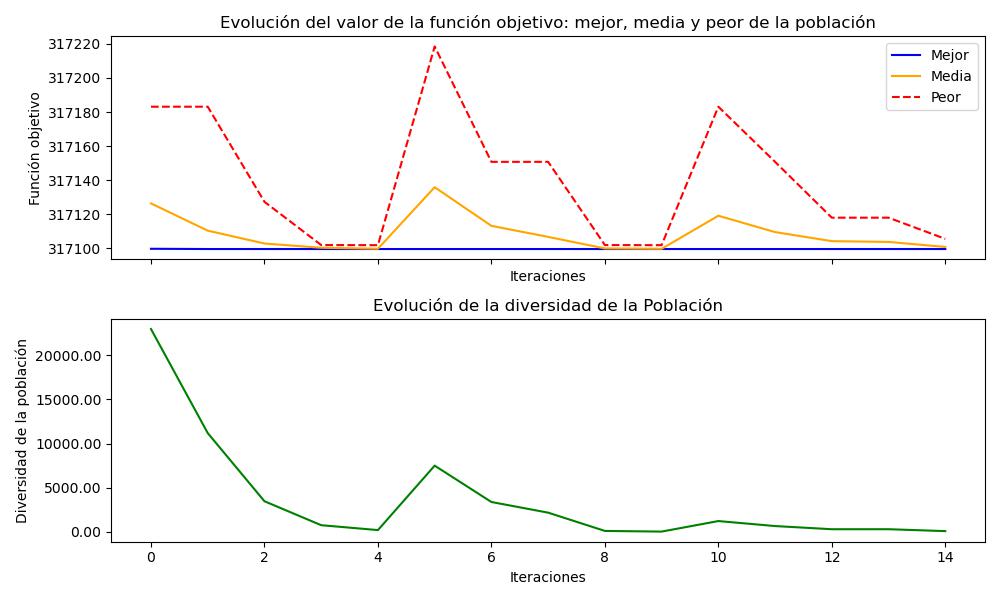 Evolución del valor de la función objetivo: mejor, media y peor de la población
Función objetivo
317220
317200
317180
317160
317140
317120
317100
Mejor
Media
Peor
Iteraciones
Evolución de la diversidad de la Población
Diversidad de la población
20000.00
15000.00
10000.00
5000.00
0.00
0 2 4 6 8 10 12 14
Iteraciones